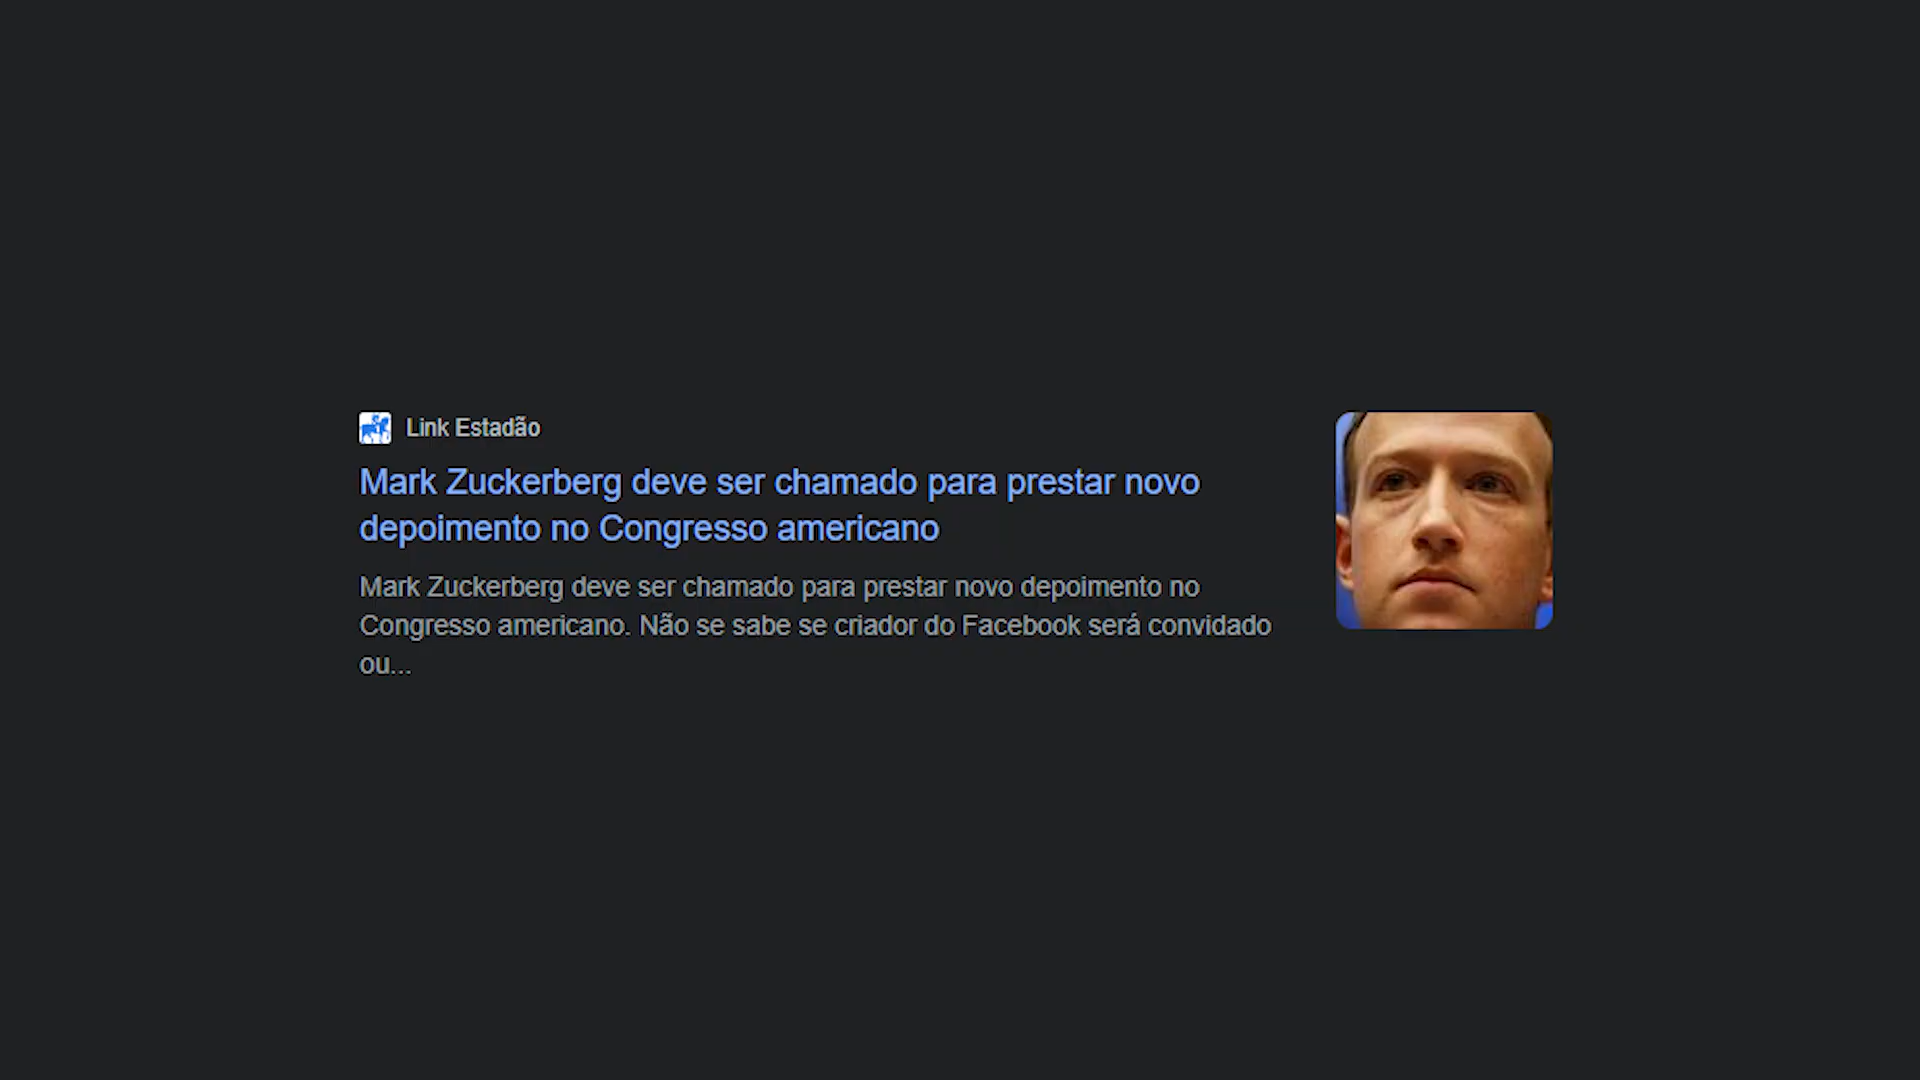 Link Estadão
Mark Zuckerberg deve ser chamado para prestar novo
depoimento no Congresso americano
Mark Zuckerberg deve ser chamado para prestar novo depoimento no
Congresso americano. Não se sabe se criador do Facebook será convidado
ou...